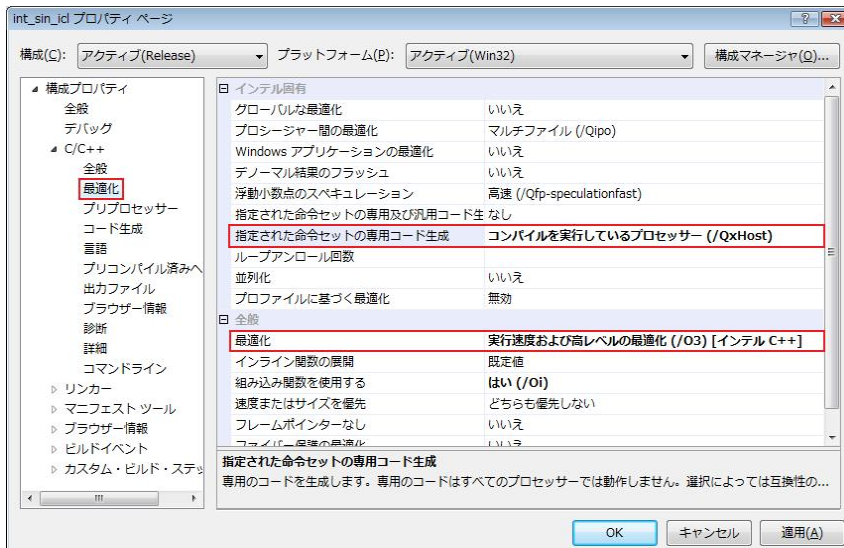 int_sin_icl プロパティ ページ
構成(C): アクティブ(Release) プラットフォーム(P): アクティブ(Win32) 構成マネージャ(O)...
構成プロパティ
全般
デバッグ
C/C++
全般
最適化
プリプロセッサー
コード生成
言語
プリコンパイル済みヘ
出力ファイル
ブラウザー情報
診断
詳細
コマンドライン
リンカー
マニフェスト ツール
ブラウザー情報
ビルドイベント
カスタム・ビルド・ステッ
インテル固有
グローバルな最適化 いいえ
プロシージャー間の最適化 マルチファイル (/Qipo)
Windows アプリケーションの最適化 いいえ
デノーマル結果のフラッシュ いいえ
浮動小数点のスペキュレーション 高速 (/Qfp-speculationfast)
指定された命令セットの専用及び汎用コード生 なし
指定された命令セットの専用コード生成 コンパイルを実行しているプロセッサー (/QxHost)
ループアンロール回数
並列化 いいえ
プロファイルに基づく最適化 無効
全般
最適化 実行速度および高レベルの最適化 (/O3) [インテル C++]
インライン関数の展開 既定値
組み込み関数を使用する はい (/Oi)
速度またはサイズを優先 どちらも優先しない
フレームポインターなし いいえ
ファイバー保護の最適化 いいえ
指定された命令セットの専用コード生成
専用のコードを生成します。専用のコードはすべてのプロセッサーでは動作しません。選択によっては互換性の...
OK キャンセル 適用(A)